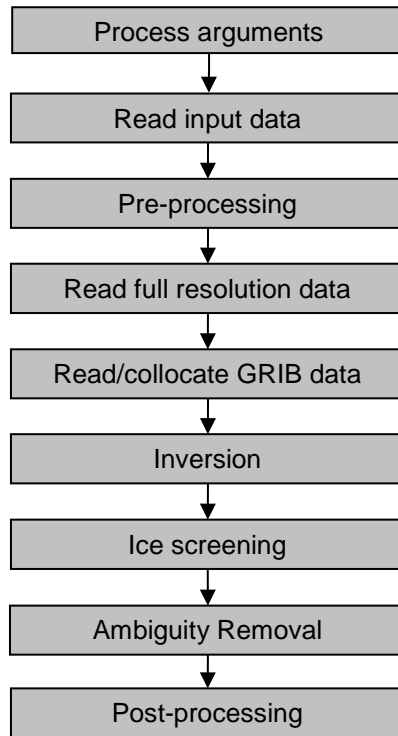 Process arguments
Read input data
Pre-processing
Read full resolution data
Read/collocate GRIB data
Inversion
Ice screening
Ambiguity Removal
Post-processing